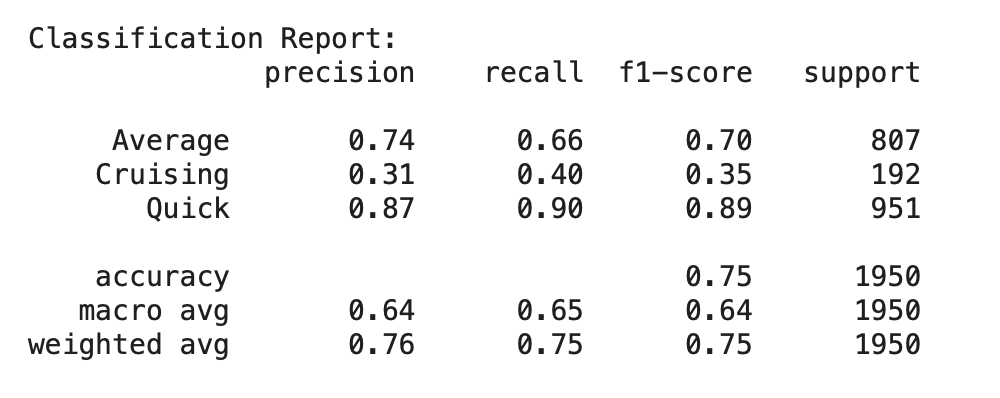 Classification Report:
precision recall f1-score support
Average 0.74 0.66 0.70 807
Cruising 0.31 0.40 0.35 192
Quick 0.87 0.90 0.89 951
accuracy 0.75 1950
macro avg 0.64 0.65 0.64 1950
weighted avg 0.76 0.75 0.75 1950